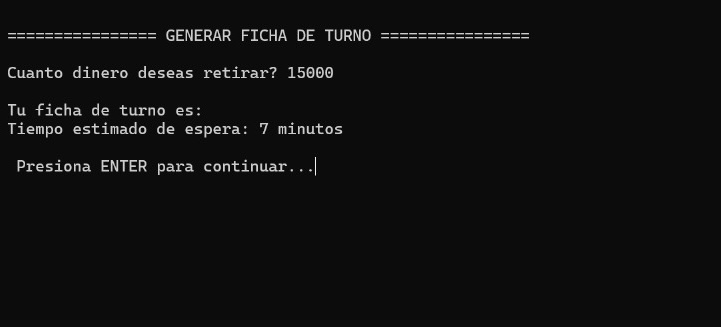 ================ GENERAR FICHA DE TURNO ================
Cuanto dinero deseas retirar? 15000
Tu ficha de turno es:
Tiempo estimado de espera: 7 minutos
Presiona ENTER para continuar...